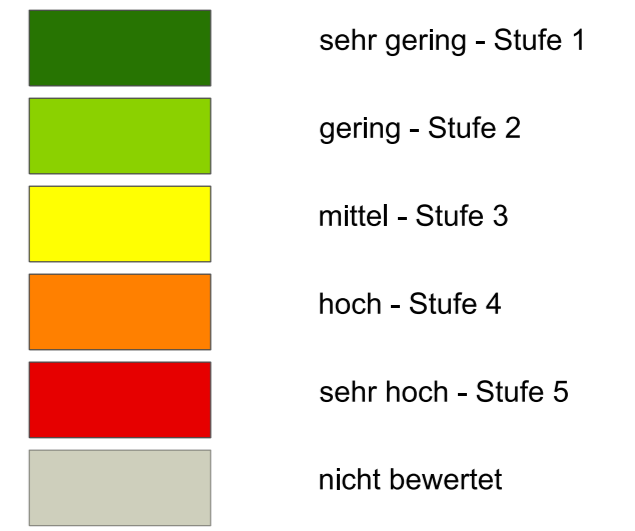 sehr gering - Stufe 1
gering - Stufe 2
mittel - Stufe 3
hoch - Stufe 4
sehr hoch - Stufe 5
nicht bewertet